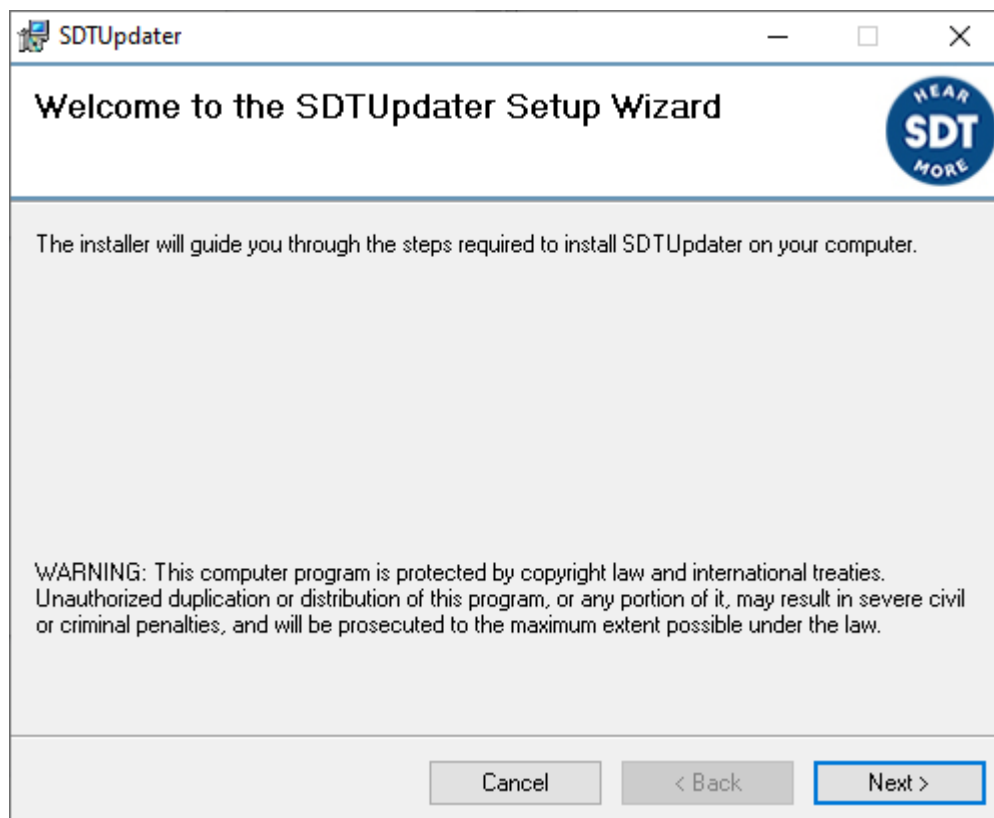 SDTUpdater
Welcome to the SDTUpdater Setup Wizard
HEAR
SDT
MORE
The installer will guide you through the steps required to install SDTUpdater on your computer.
WARNING: This computer program is protected by copyright law and international treaties.
Unauthorized duplication or distribution of this program, or any portion of it, may result in severe civil
or criminal penalties, and will be prosecuted to the maximum extent possible under the law.
Cancel
< Back
Next >